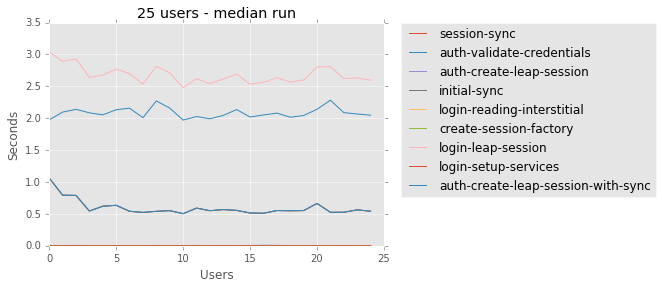 25 users - median run
3.5
3.0
2.5
2.0
1.5
1.0
0.5
0.0
Seconds
0 5 10 15 20 25
Users
session-sync
auth-validate-credentials
auth-create-leap-session
initial-sync
login-reading-interstitial
create-session-factory
login-leap-session
login-setup-services
auth-create-leap-session-with-sync